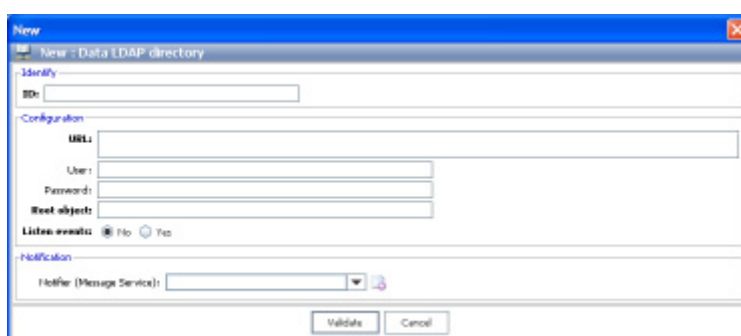 New
New : Data LDAP directory
Identify
ID:
Configuration
URL:
User:
Password:
Root object:
Listen events: No Yes
Notification
Notifier (Message Service):
Validate Cancel